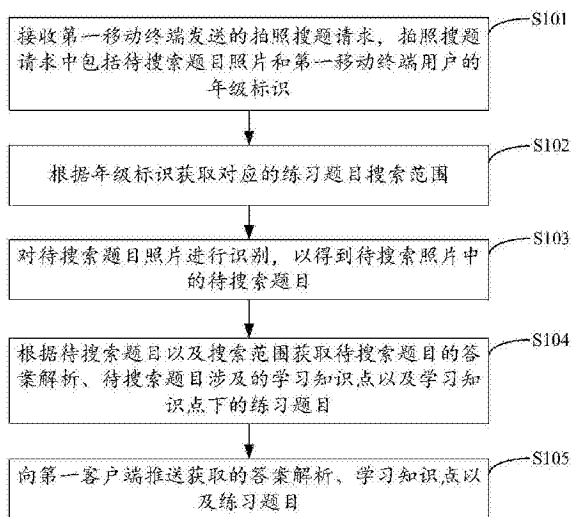 S101
接收第一移动终端发送的拍照搜题请求，拍照搜题
请求中包括待搜索题目照片和第一移动终端用户的
年级标识
S102
根据年级标识获取对应的练习题目搜索范围
S103
对待搜索题目照片进行识别，以得到待搜索照片中
的待搜索题目
S104
根据待搜索题目以及搜索范围获取待搜索题目的答
案解析、待搜索题目涉及的学习知识点以及学习知
识点下的练习题目
S105
向第一客户端推送获取的答案解析、学习知识点以
及练习题目